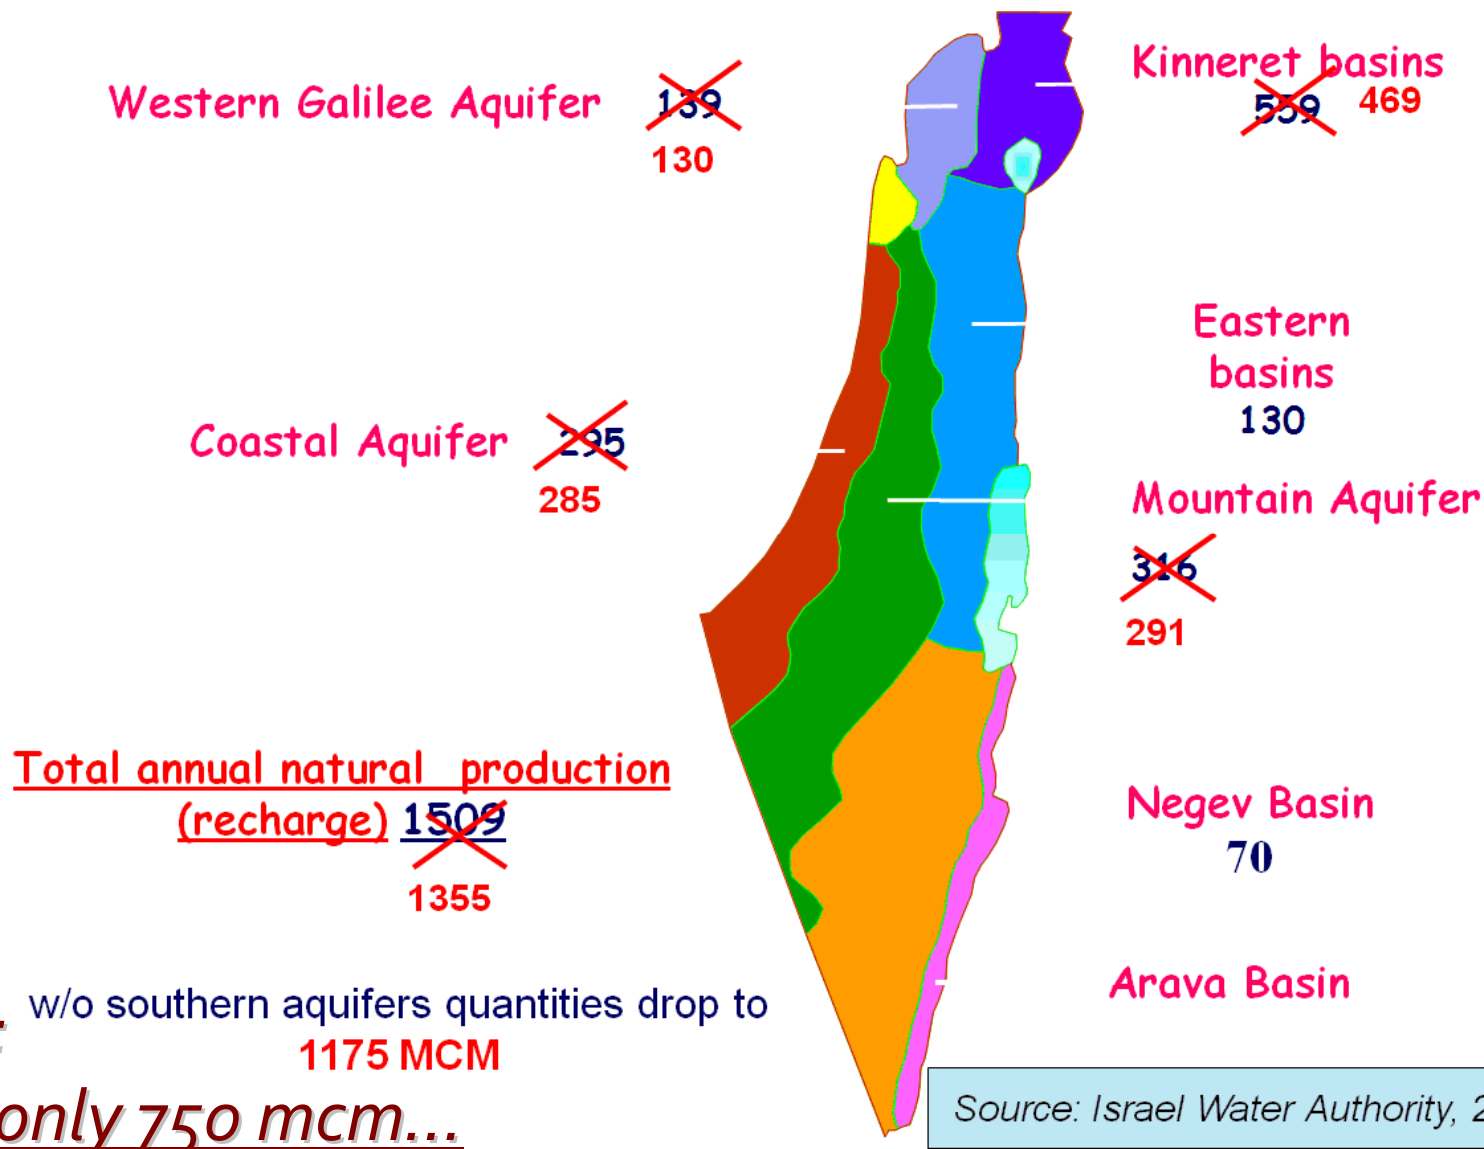 Western Galilee Aquifer 139
130
Kinneret basins
559 469
Eastern
basins
130
Coastal Aquifer 295
285
Mountain Aquifer
316
291
Total annual natural production
(recharge) 1509
1355
Negev Basin
70
Arava Basin
w/o southern aquifers quantities drop to
1175 MCM
only 750 mcm...
Source: Israel Water Authority, 2